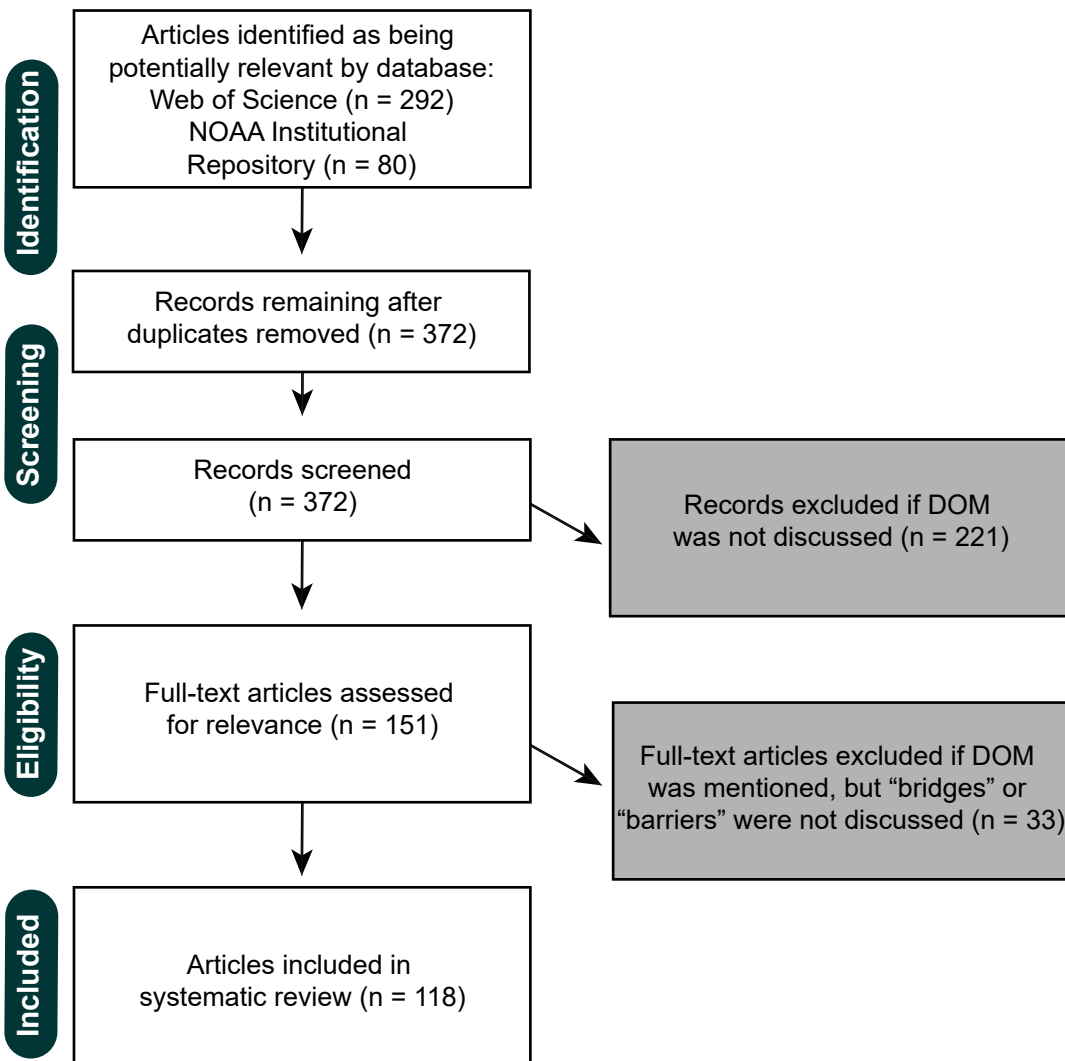 Identification
Articles identified as being
potentially relevant by database:
Web of Science (n = 292)
NOAA Institutional
Repository (n = 80)
Screening
Records remaining after
duplicates removed (n = 372)
Records screened
(n = 372)
Records excluded if DOM
was not discussed (n = 221)
Eligibility
Full-text articles assessed
for relevance (n = 151)
Full-text articles excluded if DOM
was mentioned, but “bridges” or
“barriers” were not discussed (n = 33)
Included
Articles included in
systematic review (n = 118)